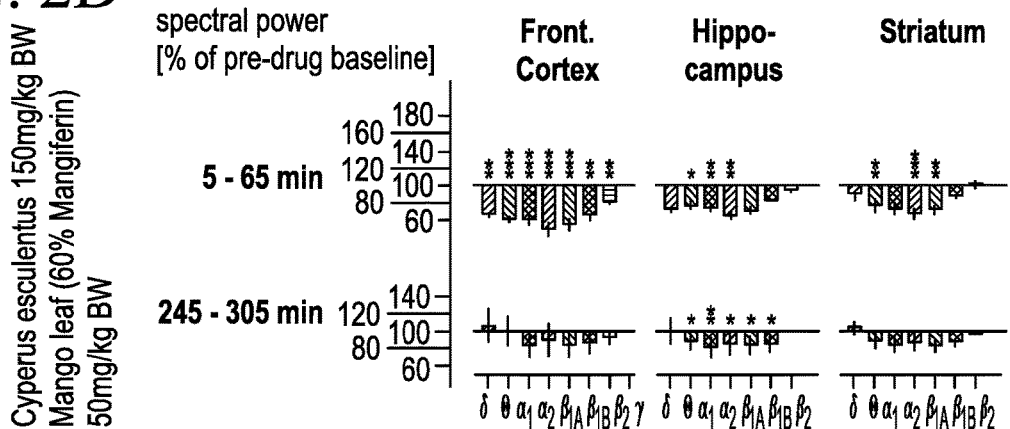 spectral power
[% of pre-drug baseline]
Front.
Cortex
Hippo-
campus
Striatum
Cyperus esculentus 150mg/kg BW
Mango leaf (60% Mangiferin)
50mg/kg BW
5 - 65 min
180
160
140
120
100
80
60
** *** *** *** *** ** **
* ** **
** *** **
245 - 305 min
140
120
100
80
60
* ** * * *
δ θ α1 α2 β1A β1B β2 γ
δ θ α1 α2 β1A β1B β2
δ θ α1 α2 β1A β1B β2